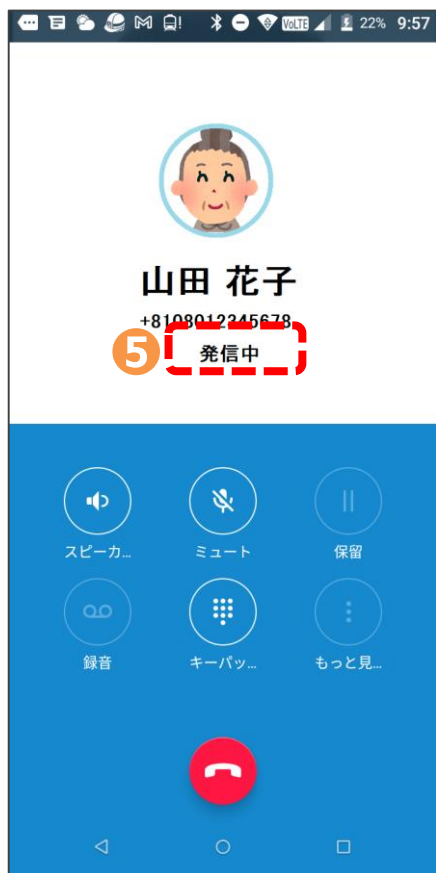 VoLTE 22% 9:57
山田 花子
+8108012345678
5 発信中
スピーカ… ミュート 保留
録音 キーパッ… もっと見…